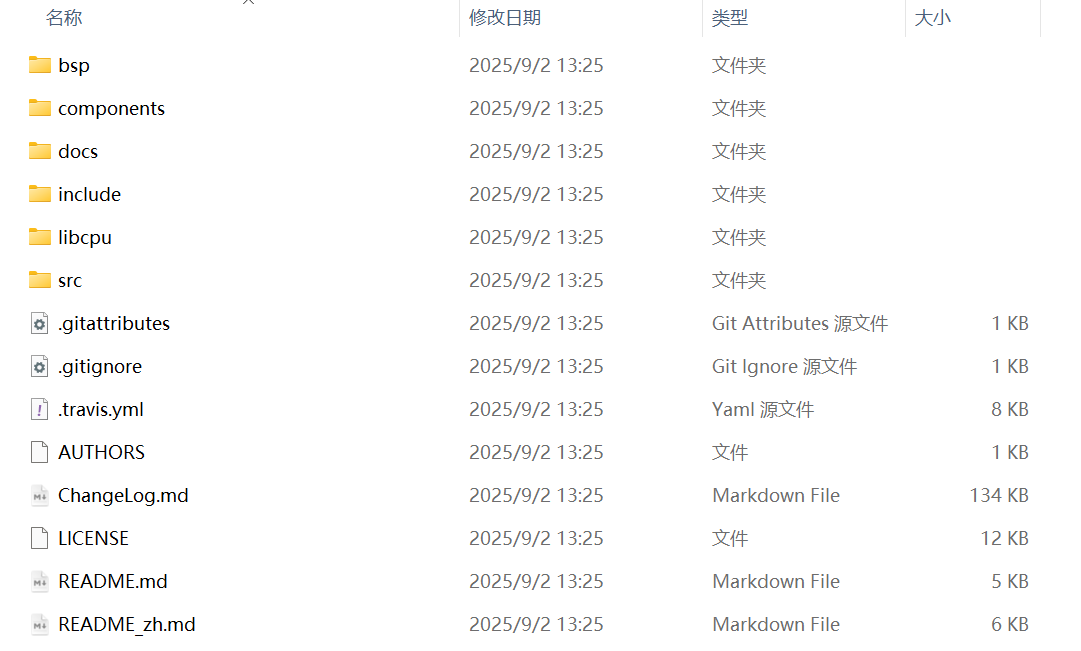 名称 修改日期 类型 大小
bsp 2025/9/2 13:25 文件夹
components 2025/9/2 13:25 文件夹
docs 2025/9/2 13:25 文件夹
include 2025/9/2 13:25 文件夹
libcpu 2025/9/2 13:25 文件夹
src 2025/9/2 13:25 文件夹
.gitattributes 2025/9/2 13:25 Git Attributes 源文件 1 KB
.gitignore 2025/9/2 13:25 Git Ignore 源文件 1 KB
.travis.yml 2025/9/2 13:25 Yaml 源文件 8 KB
AUTHORS 2025/9/2 13:25 文件 1 KB
ChangeLog.md 2025/9/2 13:25 Markdown File 134 KB
LICENSE 2025/9/2 13:25 文件 12 KB
README.md 2025/9/2 13:25 Markdown File 5 KB
README_zh.md 2025/9/2 13:25 Markdown File 6 KB